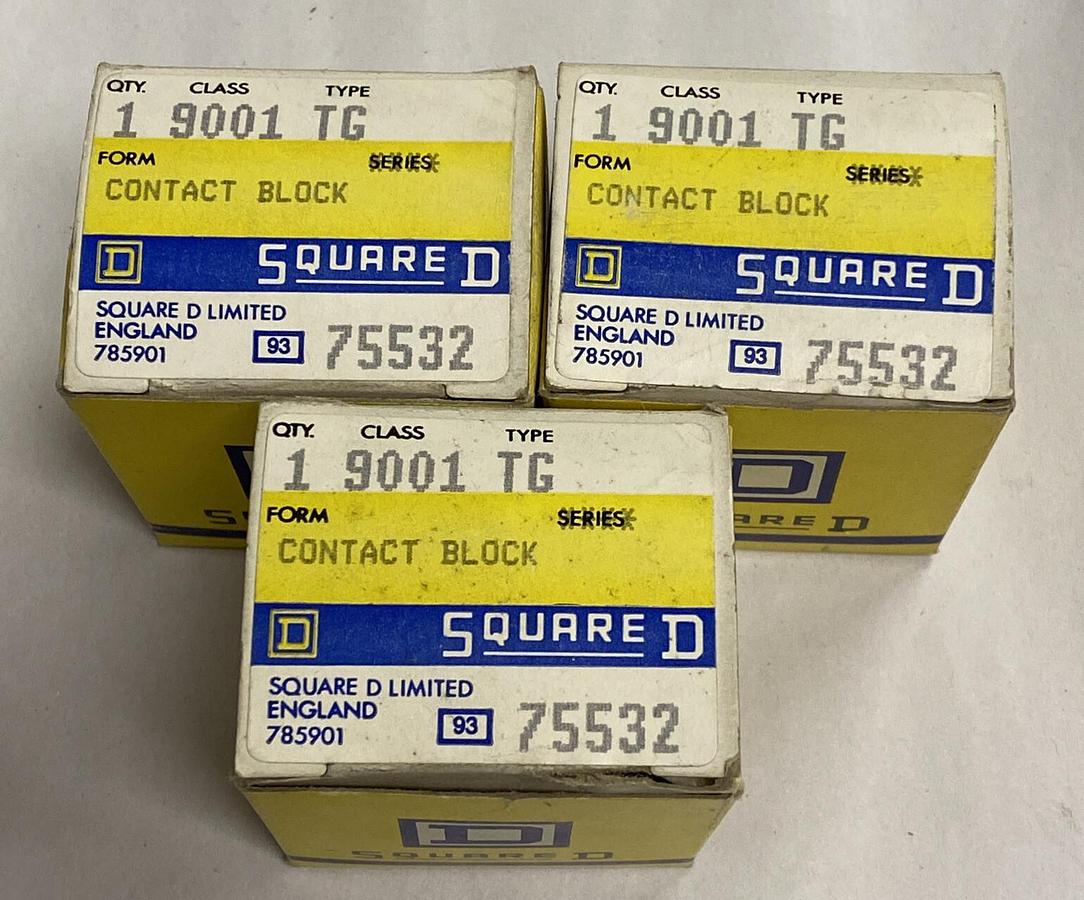 QTY. CLASS TYPE
1 9001 TG
FORM SERIES
CONTACT BLOCK
D SQUARE D
SQUARE D LIMITED
ENGLAND
785901 93 75532
QTY. CLASS TYPE
1 9001 TG
FORM SERIES
CONTACT BLOCK
D SQUARE D
SQUARE D LIMITED
ENGLAND
785901 93 75532
D
ARE D
QTY. CLASS TYPE
1 9001 TG
FORM SERIES
CONTACT BLOCK
D SQUARE D
SQUARE D LIMITED
ENGLAND
785901 93 75532
D
SQUARE D